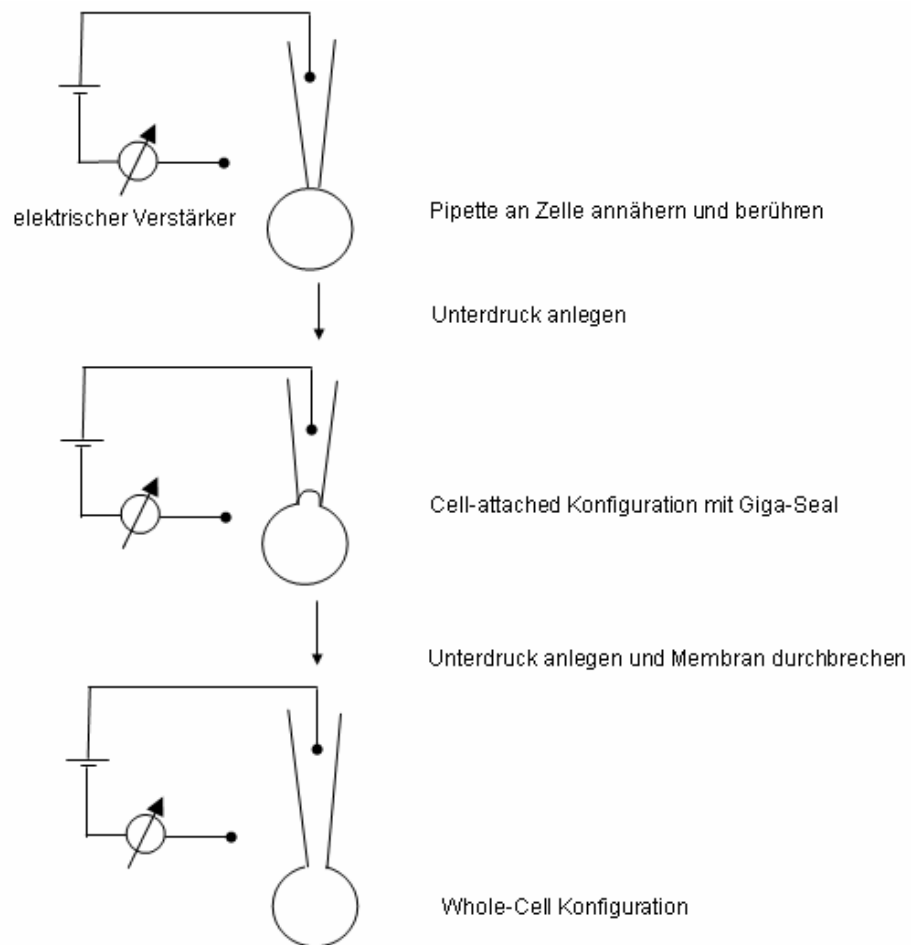 elektrischer Verstärker
Pipette an Zelle annähern und berühren
Unterdruck anlegen
Cell-attached Konfiguration mit Giga-Seal
Unterdruck anlegen und Membran durchbrechen
Whole-Cell Konfiguration